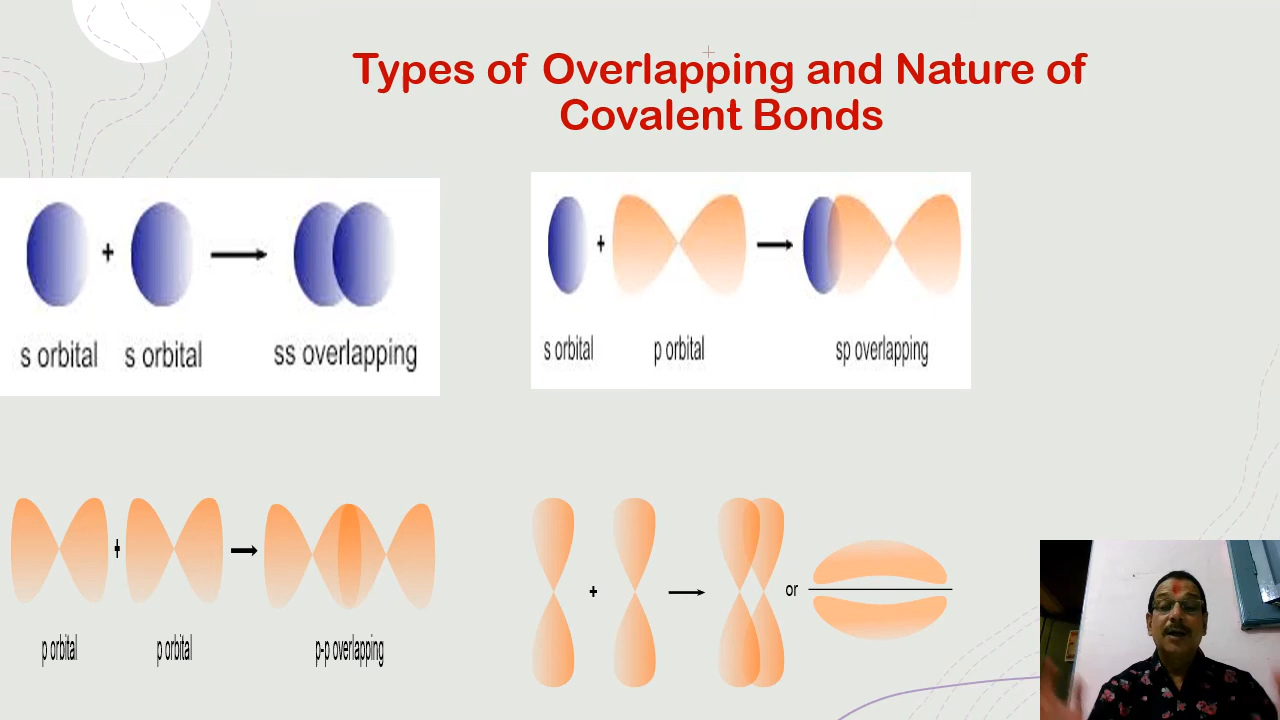 Types of Overlapping and Nature of
Covalent Bonds
+
s orbital s orbital ss overlapping
+
s orbital p orbital sp overlapping
+
p orbital p orbital p-p overlapping
+ or